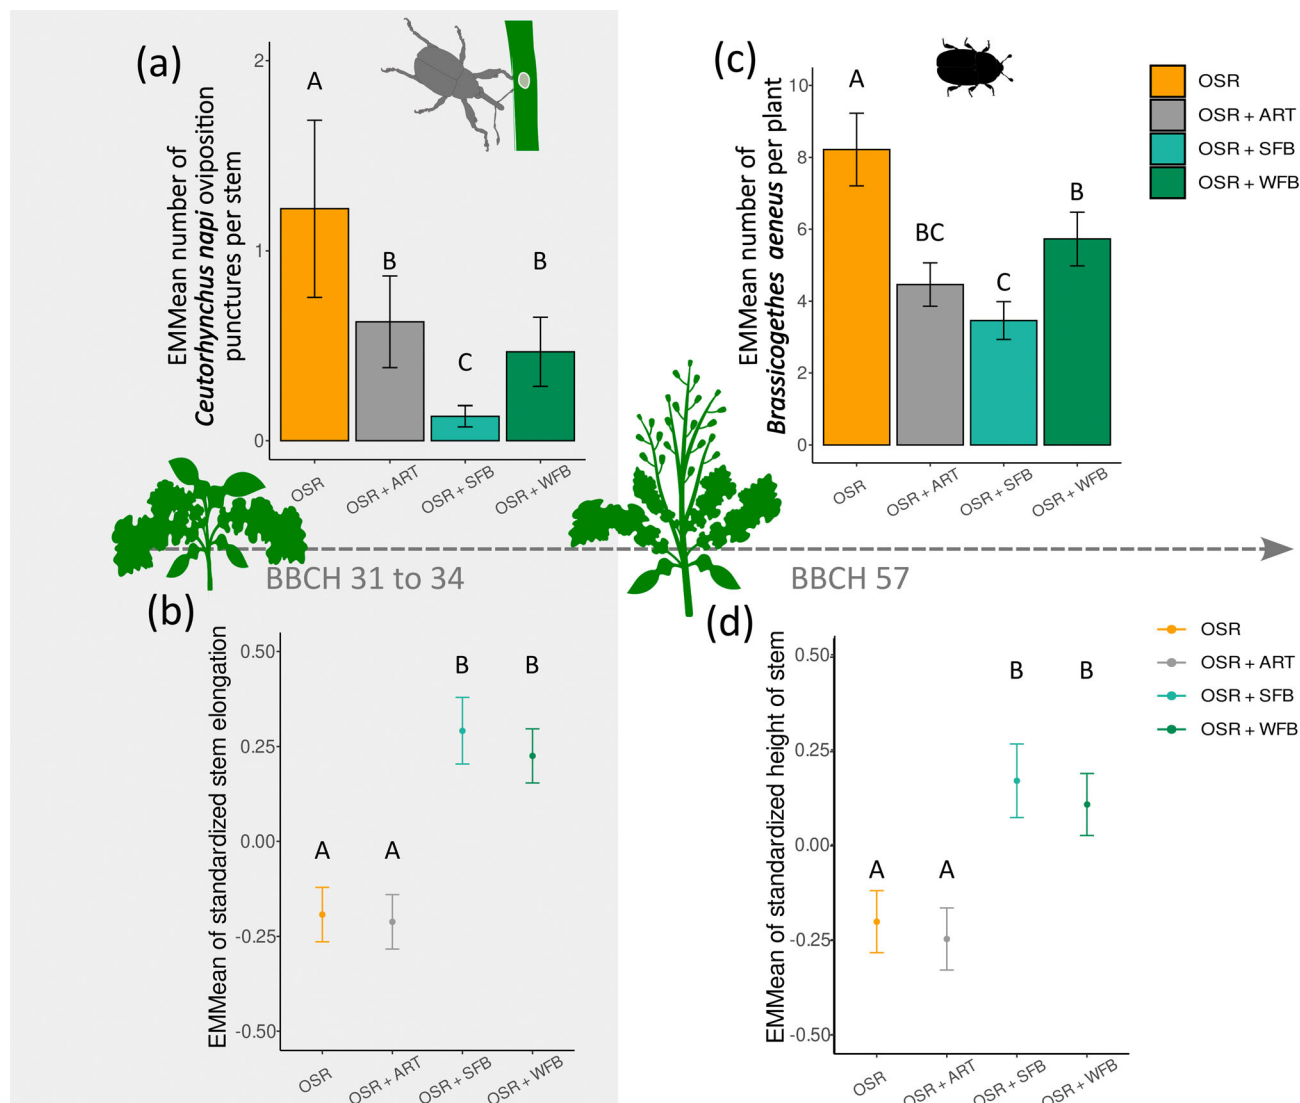 (a)
EMMean number of
Ceutorhynchus napi oviposition
punctures per stem
2
1
0
A
B
C
B
OSR
OSR + ART
OSR + SFB
OSR + WFB
(c)
EMMean number of
Brassicogethes aeneus per plant
10
8
6
4
2
0
A
BC
C
B
OSR
OSR + ART
OSR + SFB
OSR + WFB
OSR
OSR + ART
OSR + SFB
OSR + WFB
BBCH 31 to 34
BBCH 57
(b)
EMMean of standardized stem elongation
0.50
0.25
0.00
-0.25
-0.50
A
A
B
B
OSR
OSR + ART
OSR + SFB
OSR + WFB
(d)
EMMean of standardized height of stem
0.50
0.25
0.00
-0.25
-0.50
A
A
B
B
OSR
OSR + ART
OSR + SFB
OSR + WFB
OSR
OSR + ART
OSR + SFB
OSR + WFB